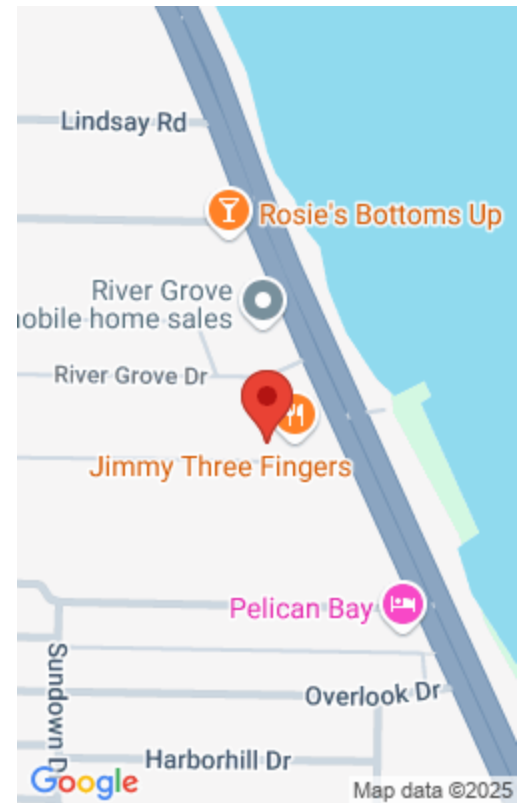 Lindsay Rd
Rosie's Bottoms Up
River Grove
nobile home sales
River Grove Dr
Jimmy Three Fingers
Pelican Bay
Sundown D
Overlook Dr
Harborhill Dr
Google
Map data ©2025